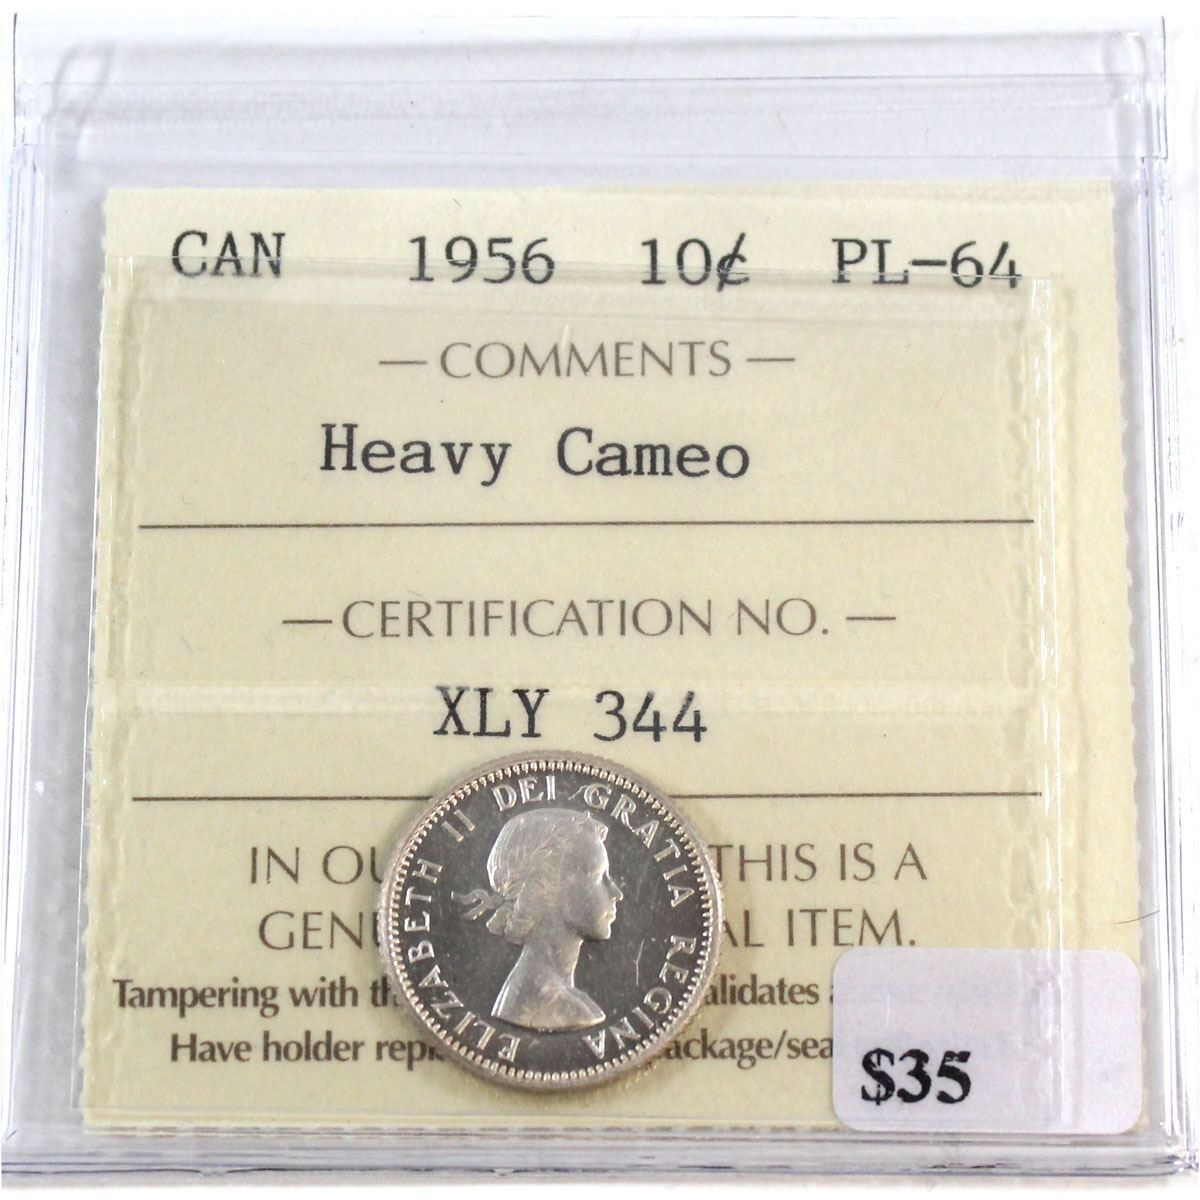 CAN 1956 10¢ PL-64
— COMMENTS —
Heavy Cameo
— CERTIFICATION NO. —
XLY 344
ELIZABETH II DEI GRATIA REGINA
IN OU THIS IS A
GENU AL ITEM.
Tampering with th alidates
Have holder repl ackage/sea
$35